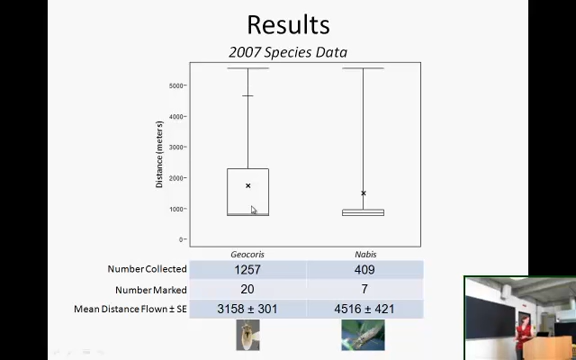 Results
2007 Species Data
Distance (meters)
5000
4000
3000
2000
1000
0
Geocoris Nabis
Number Collected 1257 409
Number Marked 20 7
Mean Distance Flown ± SE 3158 ± 301 4516 ± 421